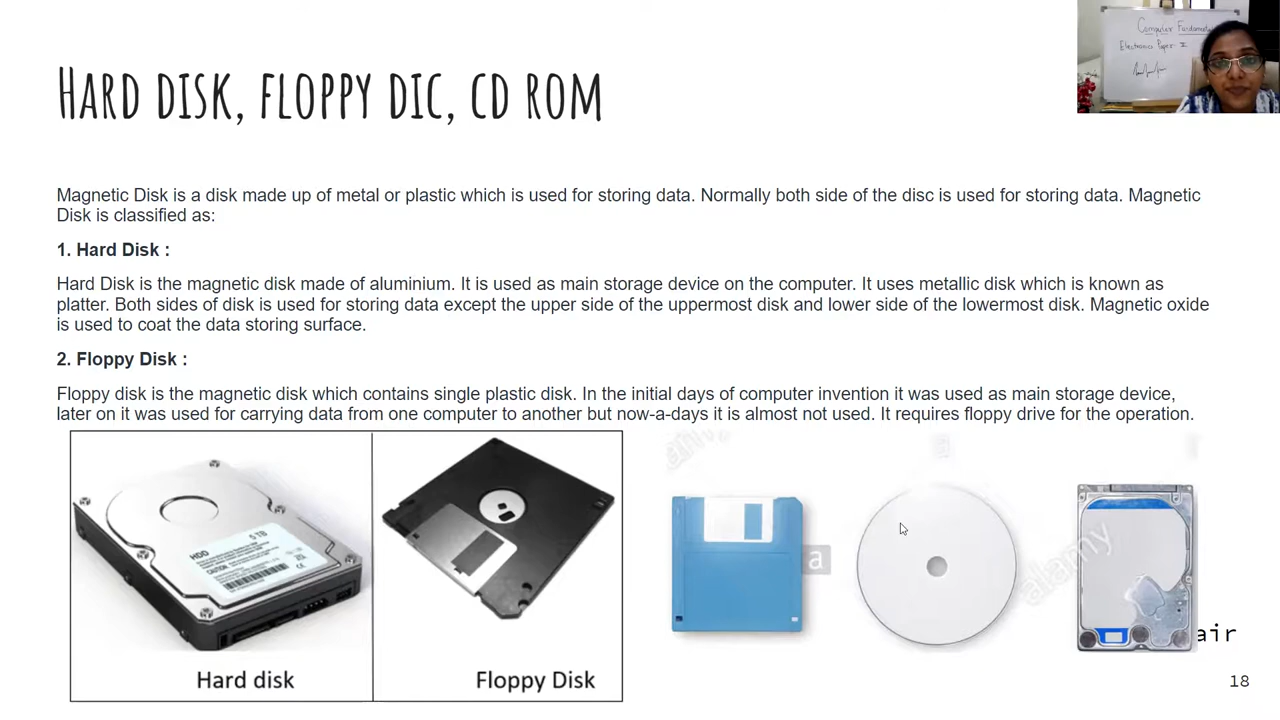 HARD DISK, FLOPPY DIC, CD ROM
Computer
Electronics Paper I
Magnetic Disk is a disk made up of metal or plastic which is used for storing data. Normally both side of the disc is used for storing data. Magnetic
Disk is classified as:
1. Hard Disk :
Hard Disk is the magnetic disk made of aluminium. It is used as main storage device on the computer. It uses metallic disk which is known as
platter. Both sides of disk is used for storing data except the upper side of the uppermost disk and lower side of the lowermost disk. Magnetic oxide
is used to coat the data storing surface.
2. Floppy Disk :
Floppy disk is the magnetic disk which contains single plastic disk. In the initial days of computer invention it was used as main storage device,
later on it was used for carrying data from one computer to another but now-a-days it is almost not used. It requires floppy drive for the operation.
HDD
5 TB
CAUTION
a
alamy
air
Hard disk
Floppy Disk
18